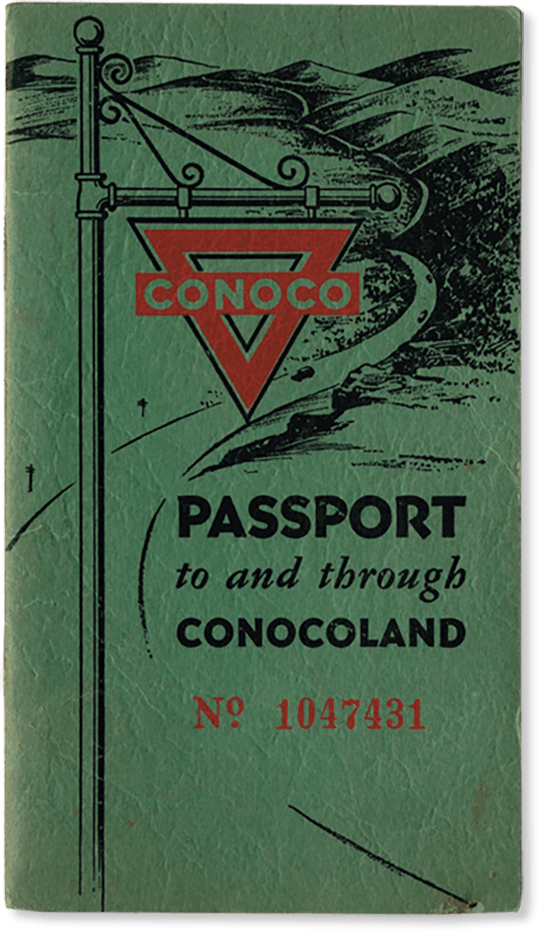 CONOCO
PASSPORT
to and through
CONOCOLAND
Nº 1047431